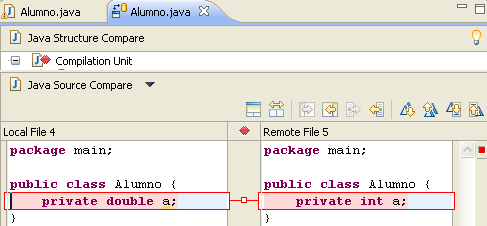 Alumno.java
Alumno.java
Java Structure Compare
Compilation Unit
Java Source Compare
Local File 4
Remote File 5
package main;
package main;
public class Alumno {
public class Alumno {
private double a;
private int a;
}
}